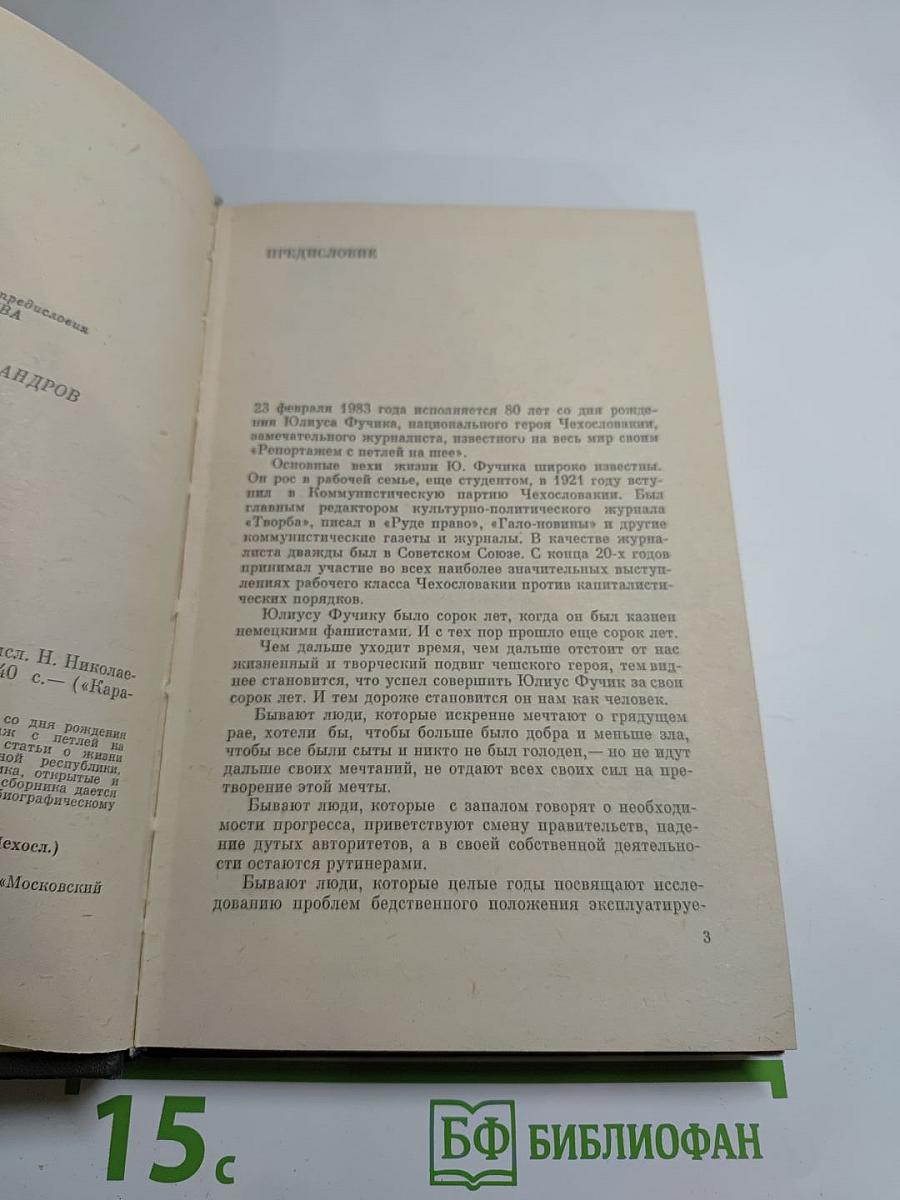 предисловия
ВА
АНДРОВ
исл. Н. Николае-
40 с.— («Кара-
со дня рождения
ж с петлей на
статьи о жизни
ной республики,
ика, открытые и
сборника дается
биографическому
Чехосл.)
«Московский
ПРЕДИСЛОВИЕ
23 февраля 1983 года исполняется 80 лет со дня рожде-
ния Юлиуса Фучика, национального героя Чехословакии,
замечательного журналиста, известного на весь мир своим
«Репортажем с петлей на шее».
Основные вехи жизни Ю. Фучика широко известны.
Он рос в рабочей семье, еще студентом, в 1921 году всту-
пил в Коммунистическую партию Чехословакии. Был
главным редактором культурно-политического журнала
«Творба», писал в «Руде право», «Гало-новины» и другие
коммунистические газеты и журналы. В качестве журна-
листа дважды был в Советском Союзе. С конца 20-х годов
принимал участие во всех наиболее значительных выступ-
лениях рабочего класса Чехословакии против капиталисти-
ческих порядков.
Юлиусу Фучику было сорок лет, когда он был казнен
немецкими фашистами. И с тех пор прошло еще сорок лет.
Чем дальше уходит время, чем дальше отстоит от нас
жизненный и творческий подвиг чешского героя, тем вид-
нее становится, что успел совершить Юлиус Фучик за свои
сорок лет. И тем дороже становится он нам как человек.
Бывают люди, которые искренне мечтают о грядущем
рае, хотели бы, чтобы больше было добра и меньше зла,
чтобы все были сыты и никто не был голоден,— но не идут
дальше своих мечтаний, не отдают всех своих сил на пре-
творение этой мечты.
Бывают люди, которые с запалом говорят о необходи-
мости прогресса, приветствуют смену правительств, паде-
ние дутых авторитетов, а в своей собственной деятельно-
сти остаются рутинерами.
Бывают люди, которые целые годы посвящают иссле-
дованию проблем бедственного положения эксплуатируе-
3
15 с
БФ БИБЛИОФАН